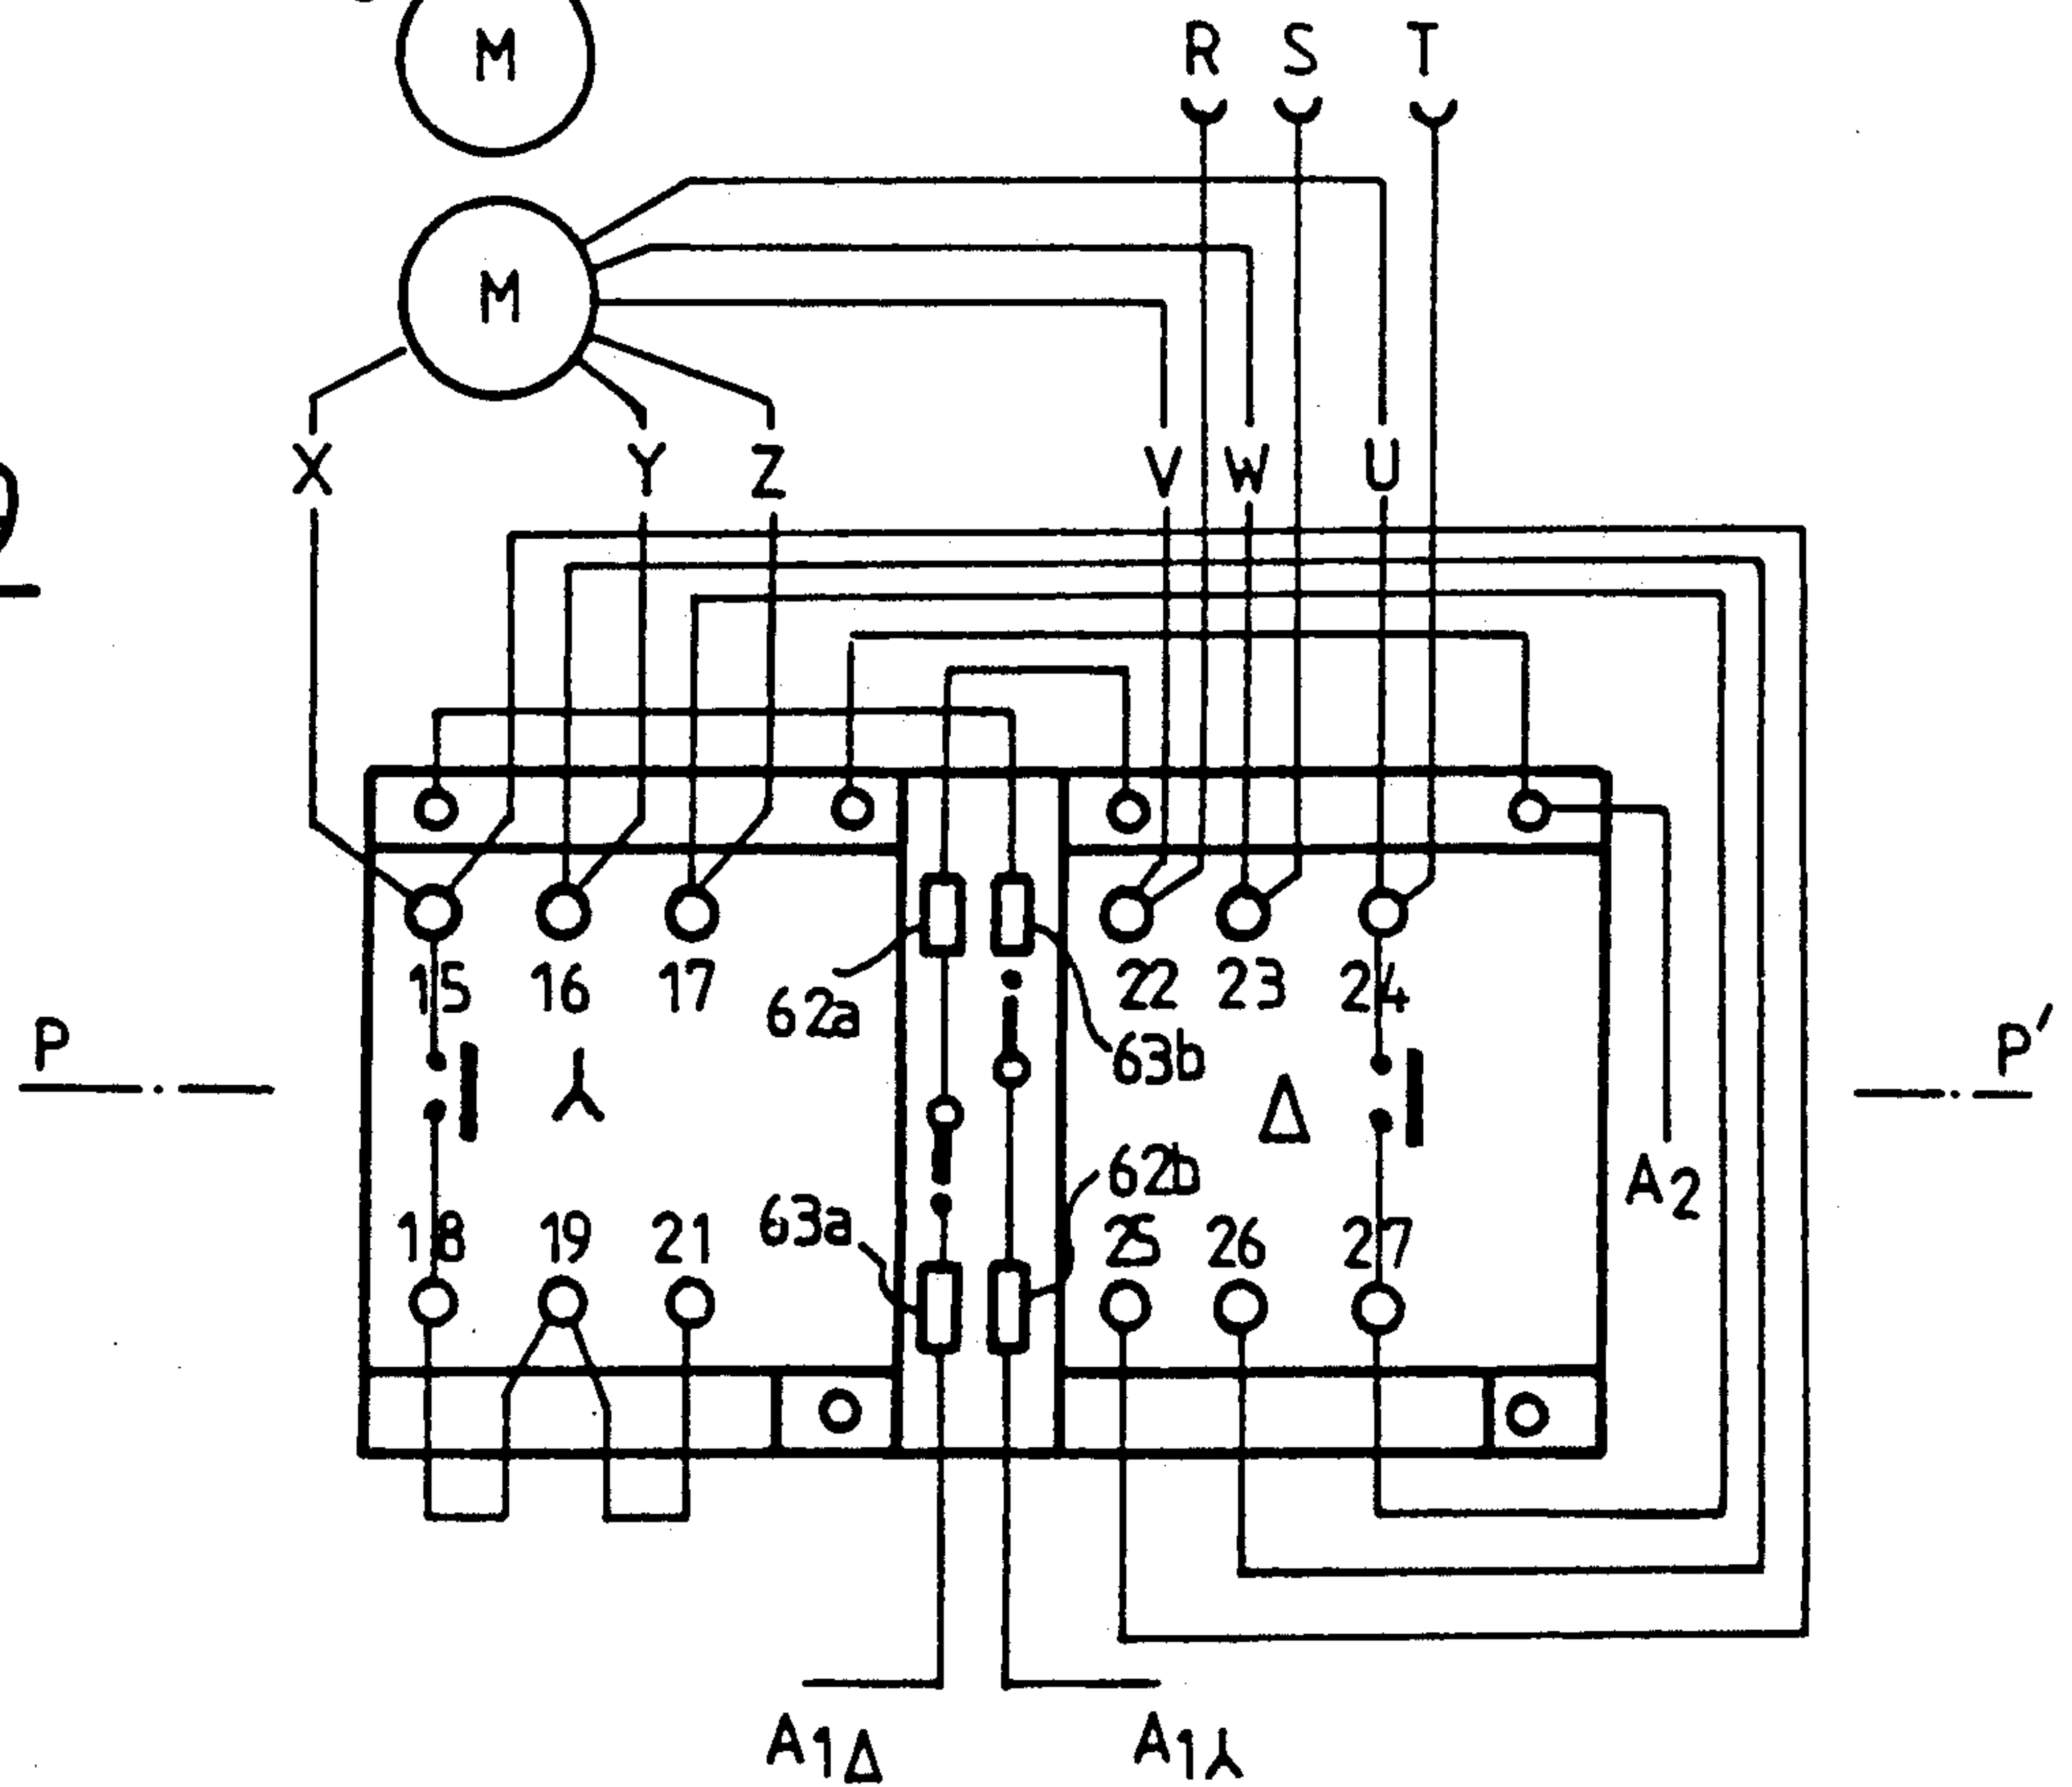 M
R S T
M
X Y Z V W U
15 16 17 62a 22 23 24
P 63b P′
⅄ Δ
62b A2
18 19 21 63a 25 26 27
A1Δ A1⅄